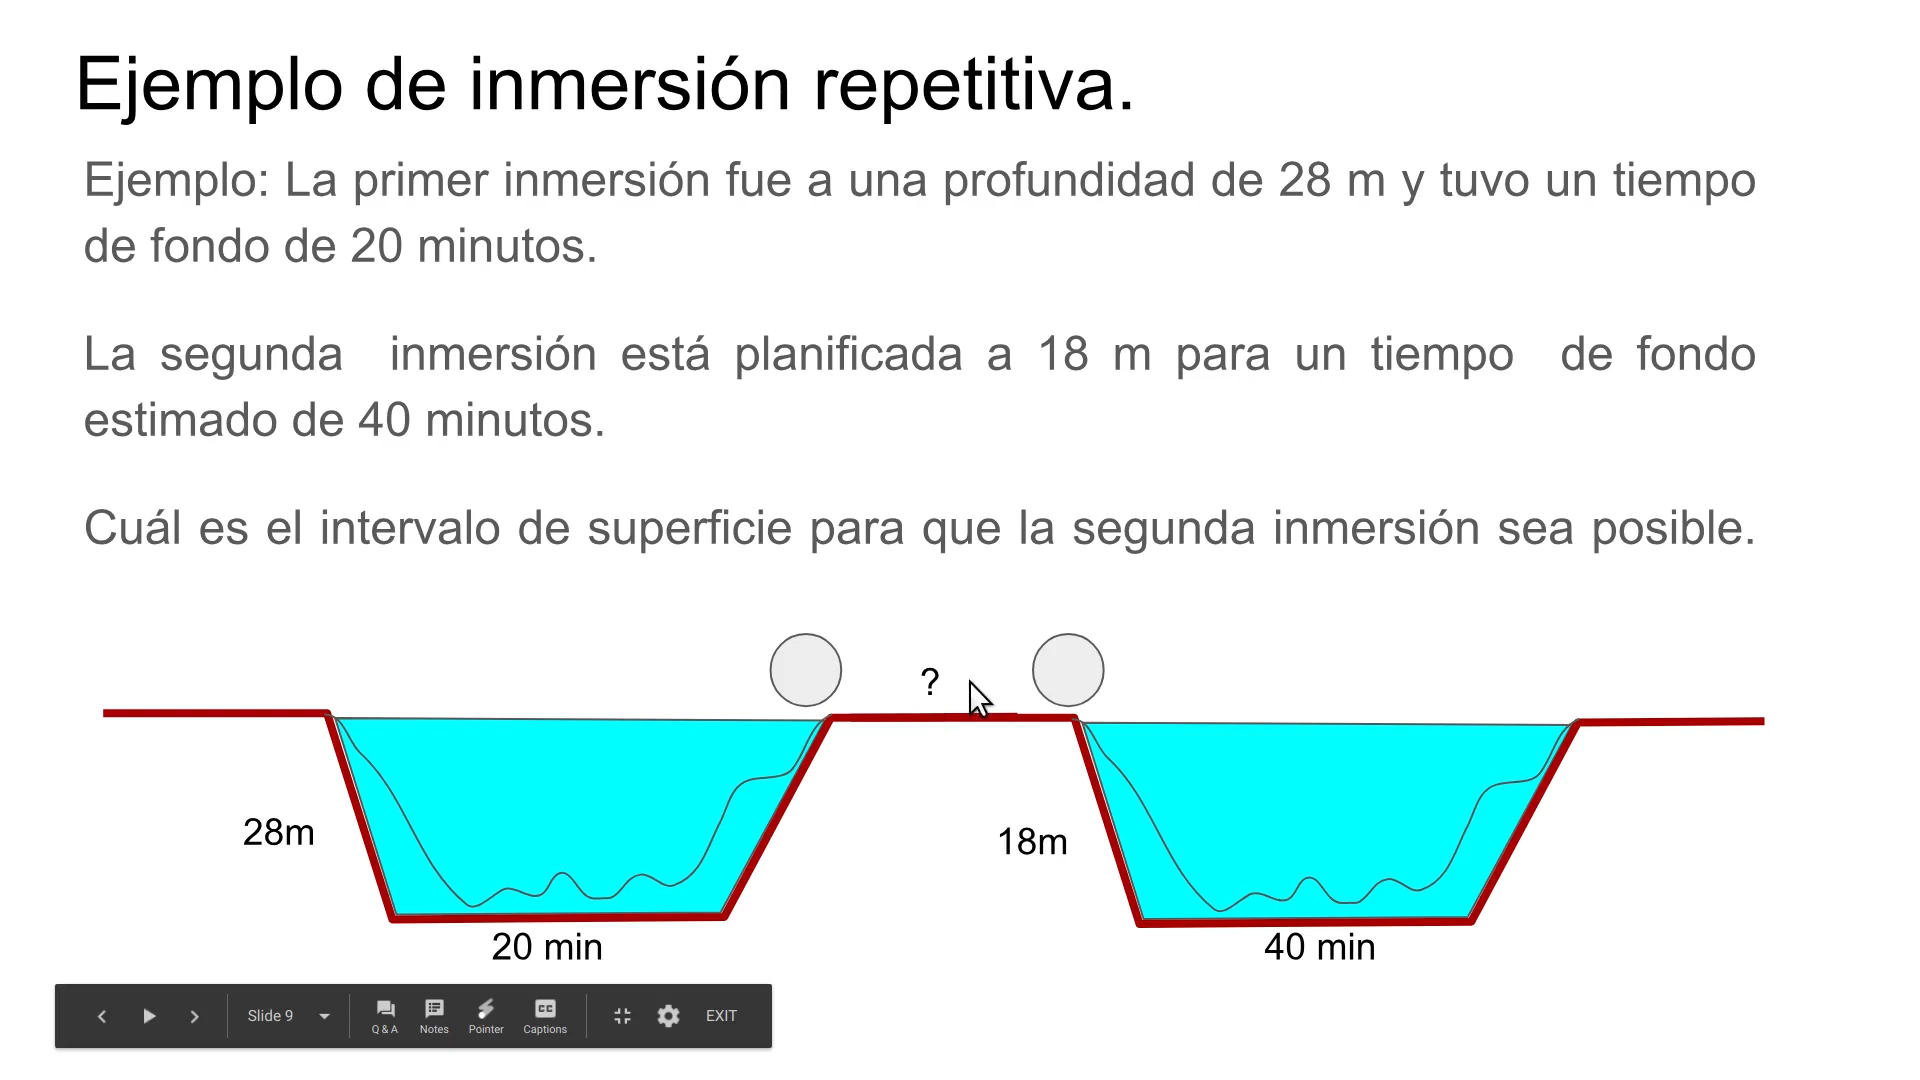 Ejemplo de inmersión repetitiva.
Ejemplo: La primer inmersión fue a una profundidad de 28 m y tuvo un tiempo
de fondo de 20 minutos.
La segunda inmersión está planificada a 18 m para un tiempo de fondo
estimado de 40 minutos.
Cuál es el intervalo de superficie para que la segunda inmersión sea posible.
?
28m
18m
20 min
40 min
Slide 9
Q & A
Notes
Pointer
CC
Captions
EXIT